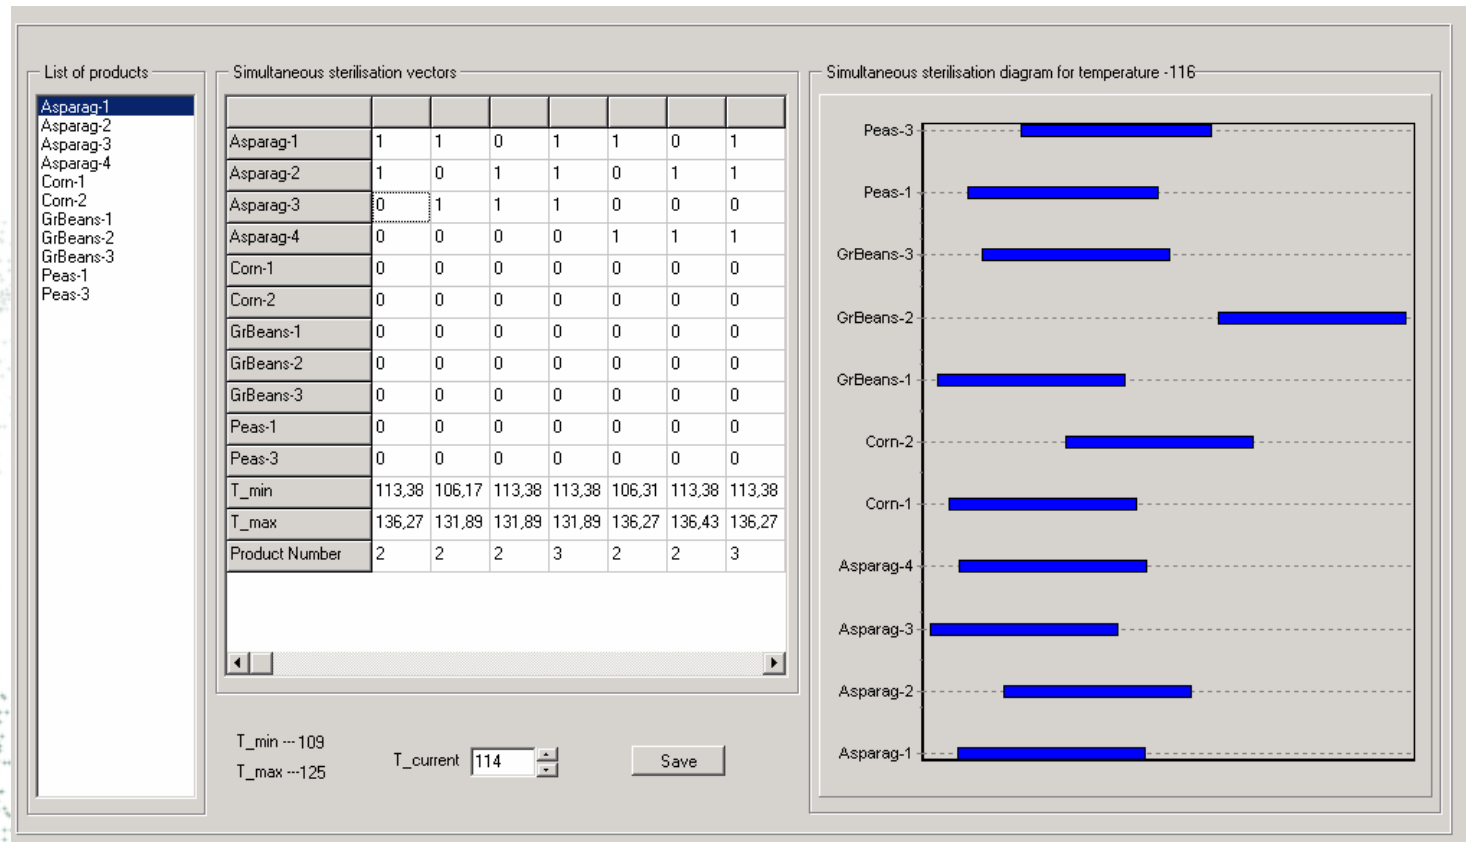 List of products
Asparag-1
Asparag-2
Asparag-3
Asparag-4
Corn-1
Corn-2
GrBeans-1
GrBeans-2
GrBeans-3
Peas-1
Peas-3
Simultaneous sterilisation vectors
Asparag-1 1 1 0 1 1 0 1
Asparag-2 1 0 1 1 0 1 1
Asparag-3 0 1 1 1 0 0 0
Asparag-4 0 0 0 0 1 1 1
Corn-1 0 0 0 0 0 0 0
Corn-2 0 0 0 0 0 0 0
GrBeans-1 0 0 0 0 0 0 0
GrBeans-2 0 0 0 0 0 0 0
GrBeans-3 0 0 0 0 0 0 0
Peas-1 0 0 0 0 0 0 0
Peas-3 0 0 0 0 0 0 0
T_min 113,38 106,17 113,38 113,38 106,31 113,38 113,38
T_max 136,27 131,89 131,89 131,89 136,27 136,43 136,27
Product Number 2 2 2 3 2 2 3
T_min --- 109
T_max ---125
T_current 114
Save
Simultaneous sterilisation diagram for temperature -116
Peas-3
Peas-1
GrBeans-3
GrBeans-2
GrBeans-1
Corn-2
Corn-1
Asparag-4
Asparag-3
Asparag-2
Asparag-1